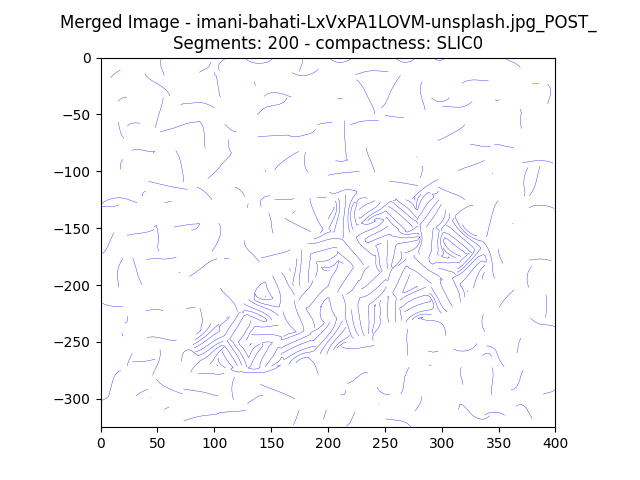 Merged Image - imani-bahati-LxVxPA1LOVM-unsplash.jpg_POST_
Segments: 200 - compactness: SLIC0
0
−50
−100
−150
−200
−250
−300
0 50 100 150 200 250 300 350 400